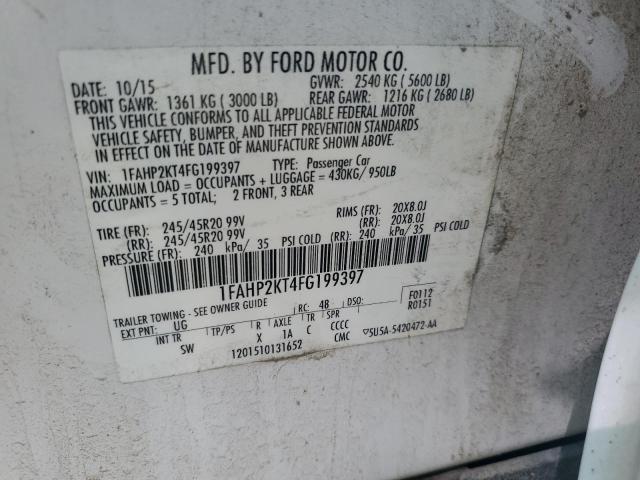 MFD. BY FORD MOTOR CO.
DATE: 10/15 GVWR: 2540 KG ( 5600 LB)
FRONT GAWR: 1361 KG ( 3000 LB) REAR GAWR: 1216 KG ( 2680 LB)
THIS VEHICLE CONFORMS TO ALL APPLICABLE FEDERAL MOTOR
VEHICLE SAFETY, BUMPER, AND THEFT PREVENTION STANDARDS
IN EFFECT ON THE DATE OF MANUFACTURE SHOWN ABOVE.
VIN: 1FAHP2KT4FG199397 TYPE: Passenger Car
MAXIMUM LOAD = OCCUPANTS + LUGGAGE = 430KG/ 950LB
OCCUPANTS = 5 TOTAL; 2 FRONT, 3 REAR
TIRE (FR): 245/45R20 99V RIMS (FR): 20X8.0J
(RR): 245/45R20 99V (RR): 20X8.0J
PRESSURE (FR): 240 kPa/ 35 PSI COLD (RR): 240 kPa/ 35 PSI COLD
1FAHP2KT4FG199397
TRAILER TOWING - SEE OWNER GUIDE RC: 48 DSO: F0112
EXT PNT: UG R AXLE TR SPR R0151
INT TR TP/PS X 1A C CCCC
SW 1201510131652 CMC 5U5A-5420472-AA